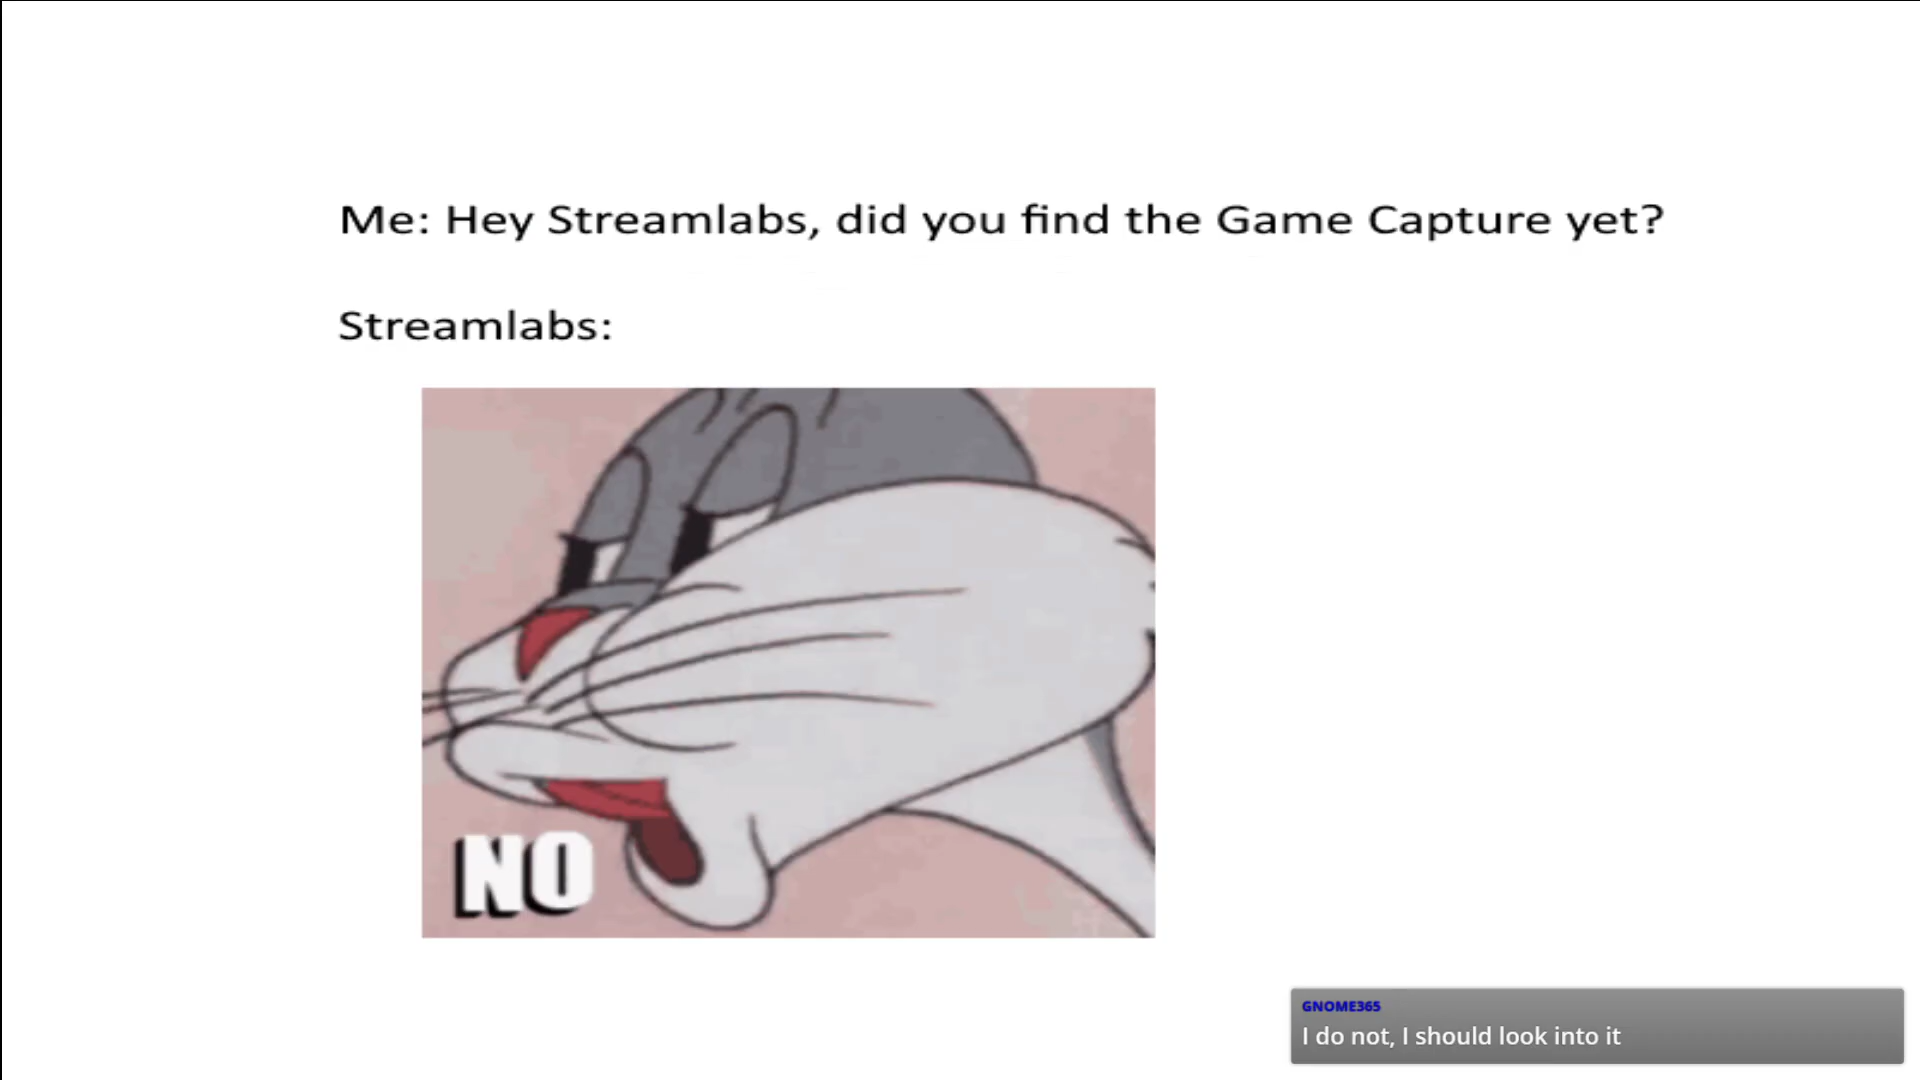 Me: Hey Streamlabs, did you find the Game Capture yet?
Streamlabs:
NO
GNOME365
I do not, I should look into it